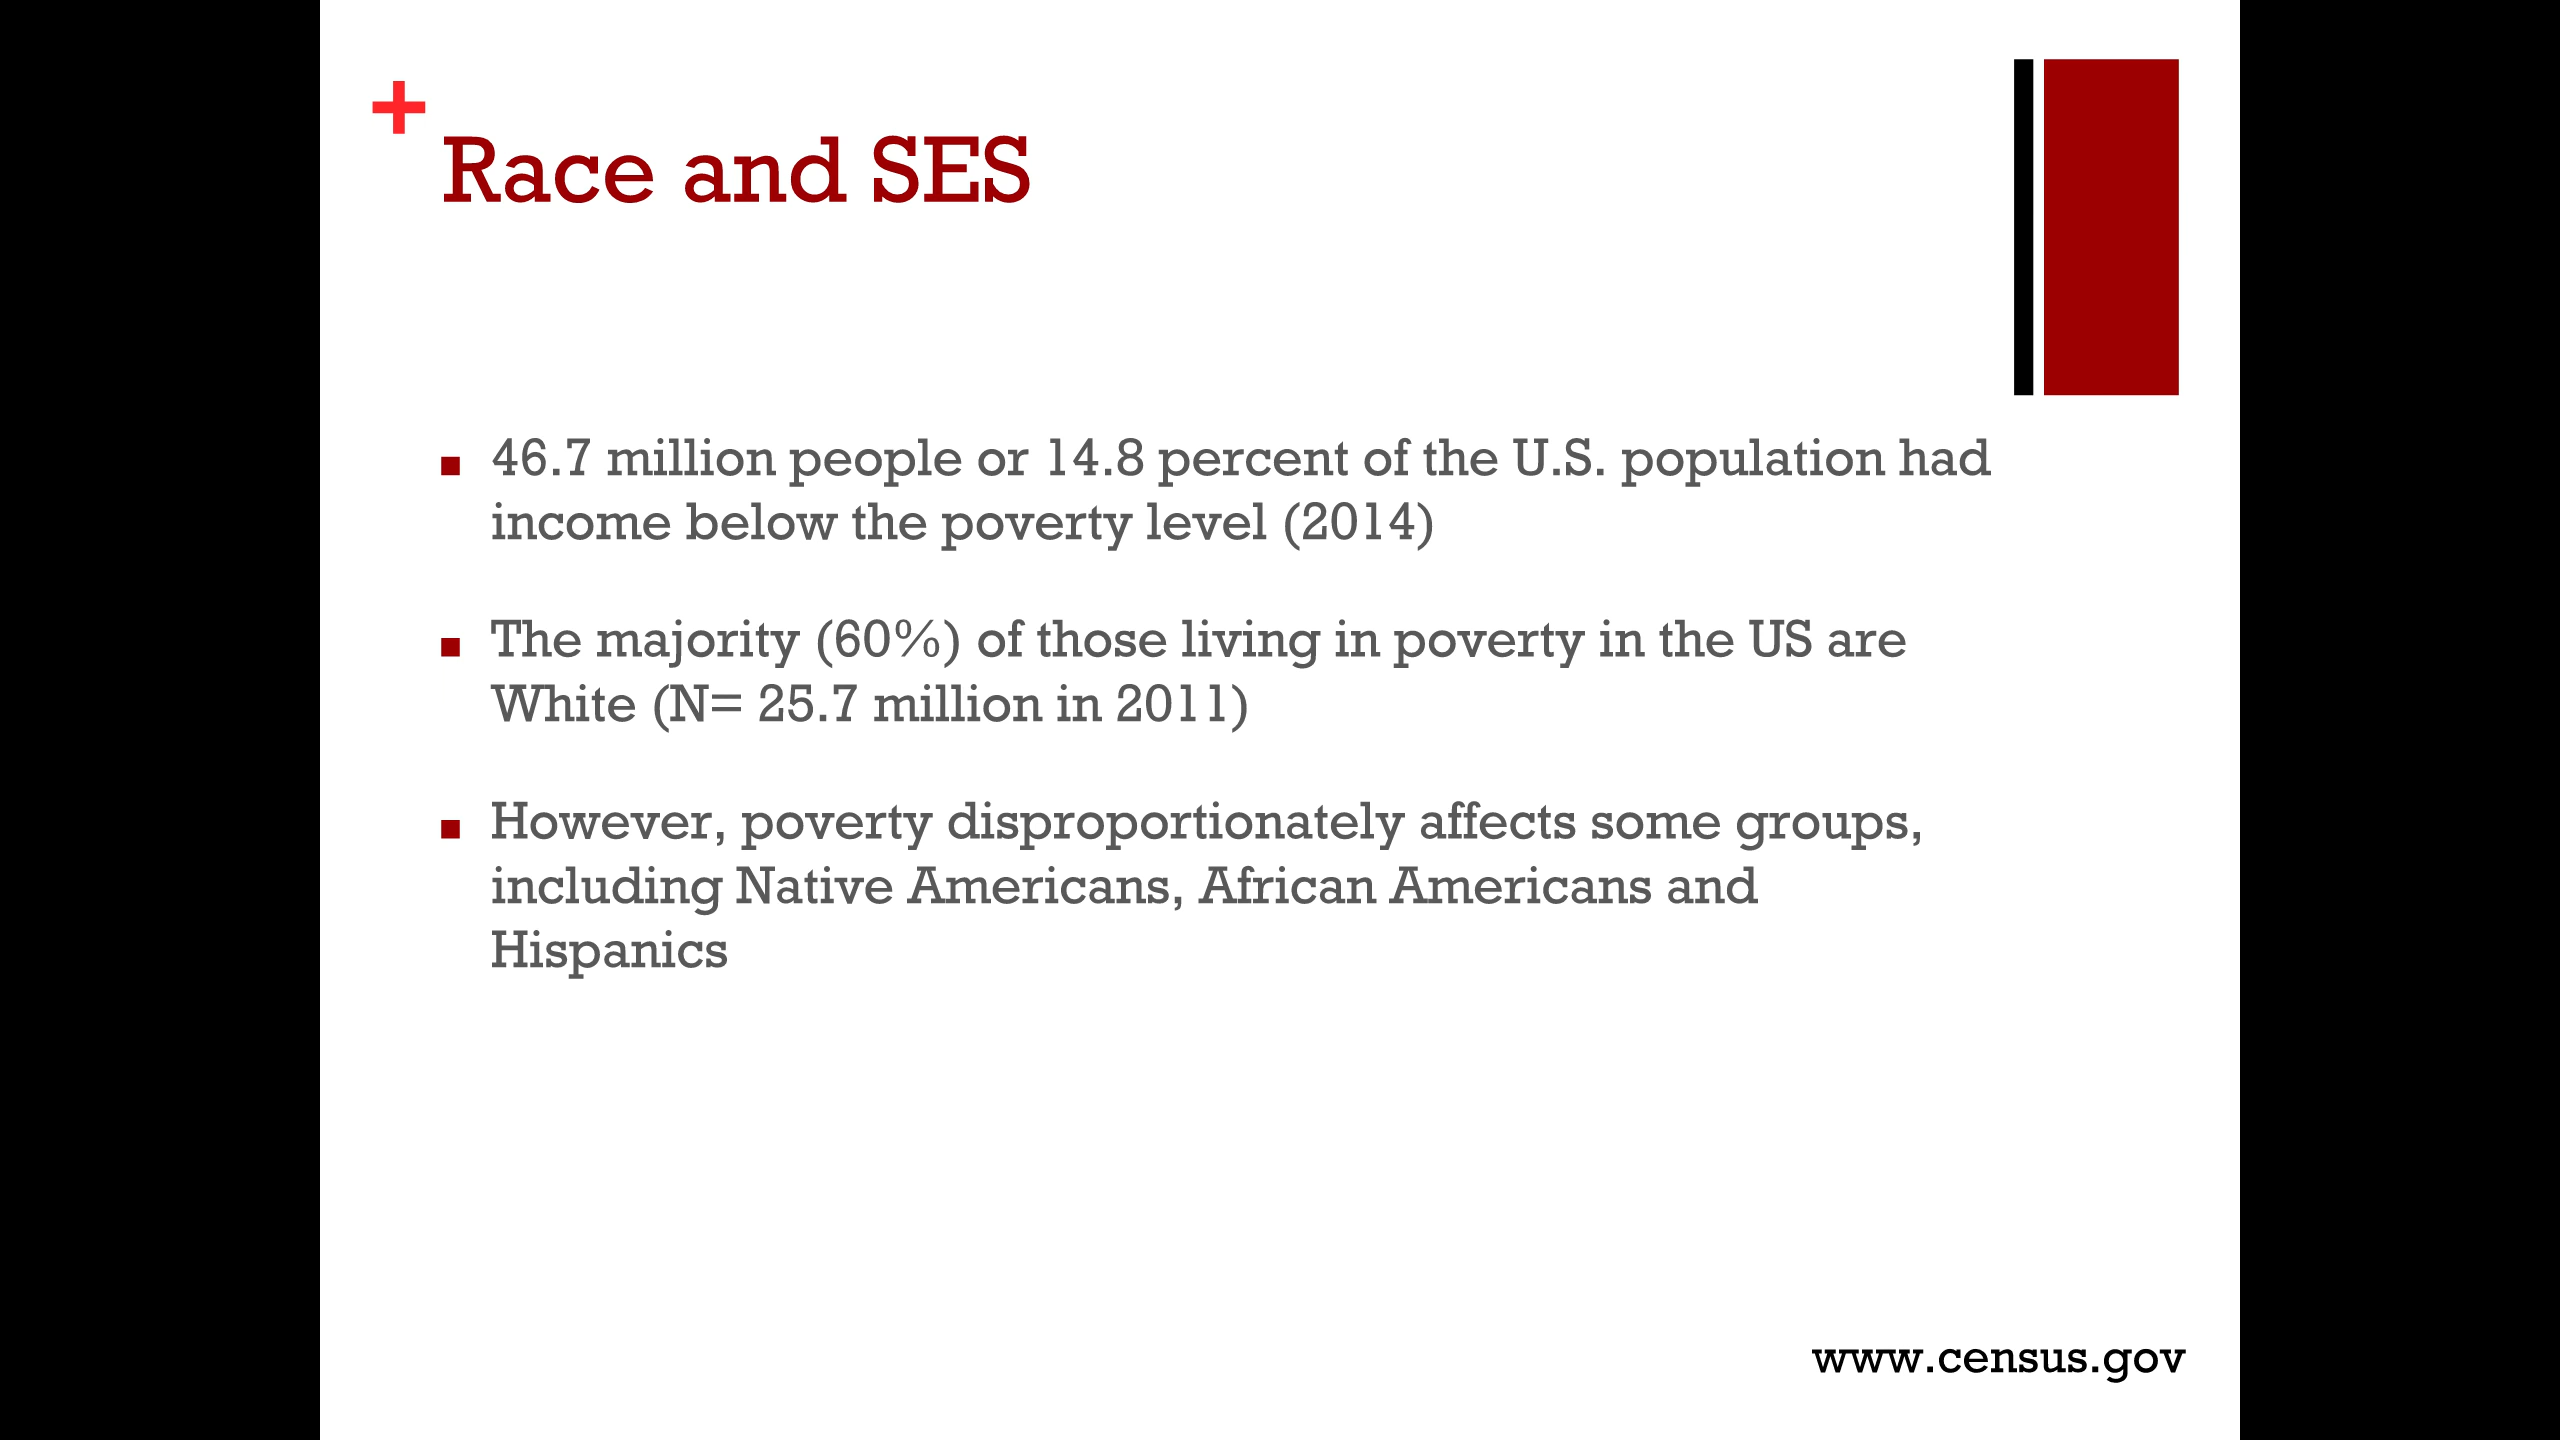 +
Race and SES
▪ 46.7 million people or 14.8 percent of the U.S. population had
income below the poverty level (2014)
▪ The majority (60%) of those living in poverty in the US are
White (N= 25.7 million in 2011)
▪ However, poverty disproportionately affects some groups,
including Native Americans, African Americans and
Hispanics
www.census.gov